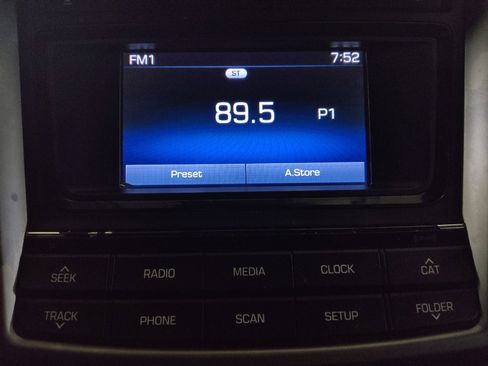 FM1 7:52
ST
89.5 P1
Preset A.Store
SEEK RADIO MEDIA CLOCK CAT
TRACK PHONE SCAN SETUP FOLDER